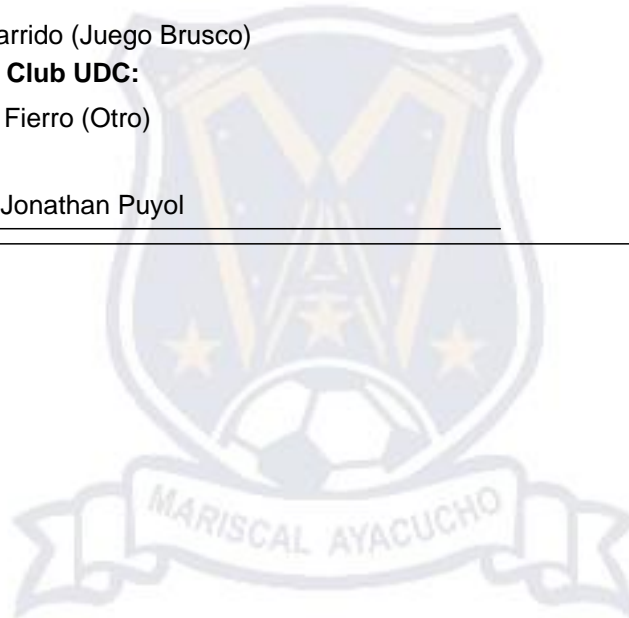 arrido (Juego Brusco)
Club UDC:
Fierro (Otro)
Jonathan Puyol
MARISCAL AYACUCHO